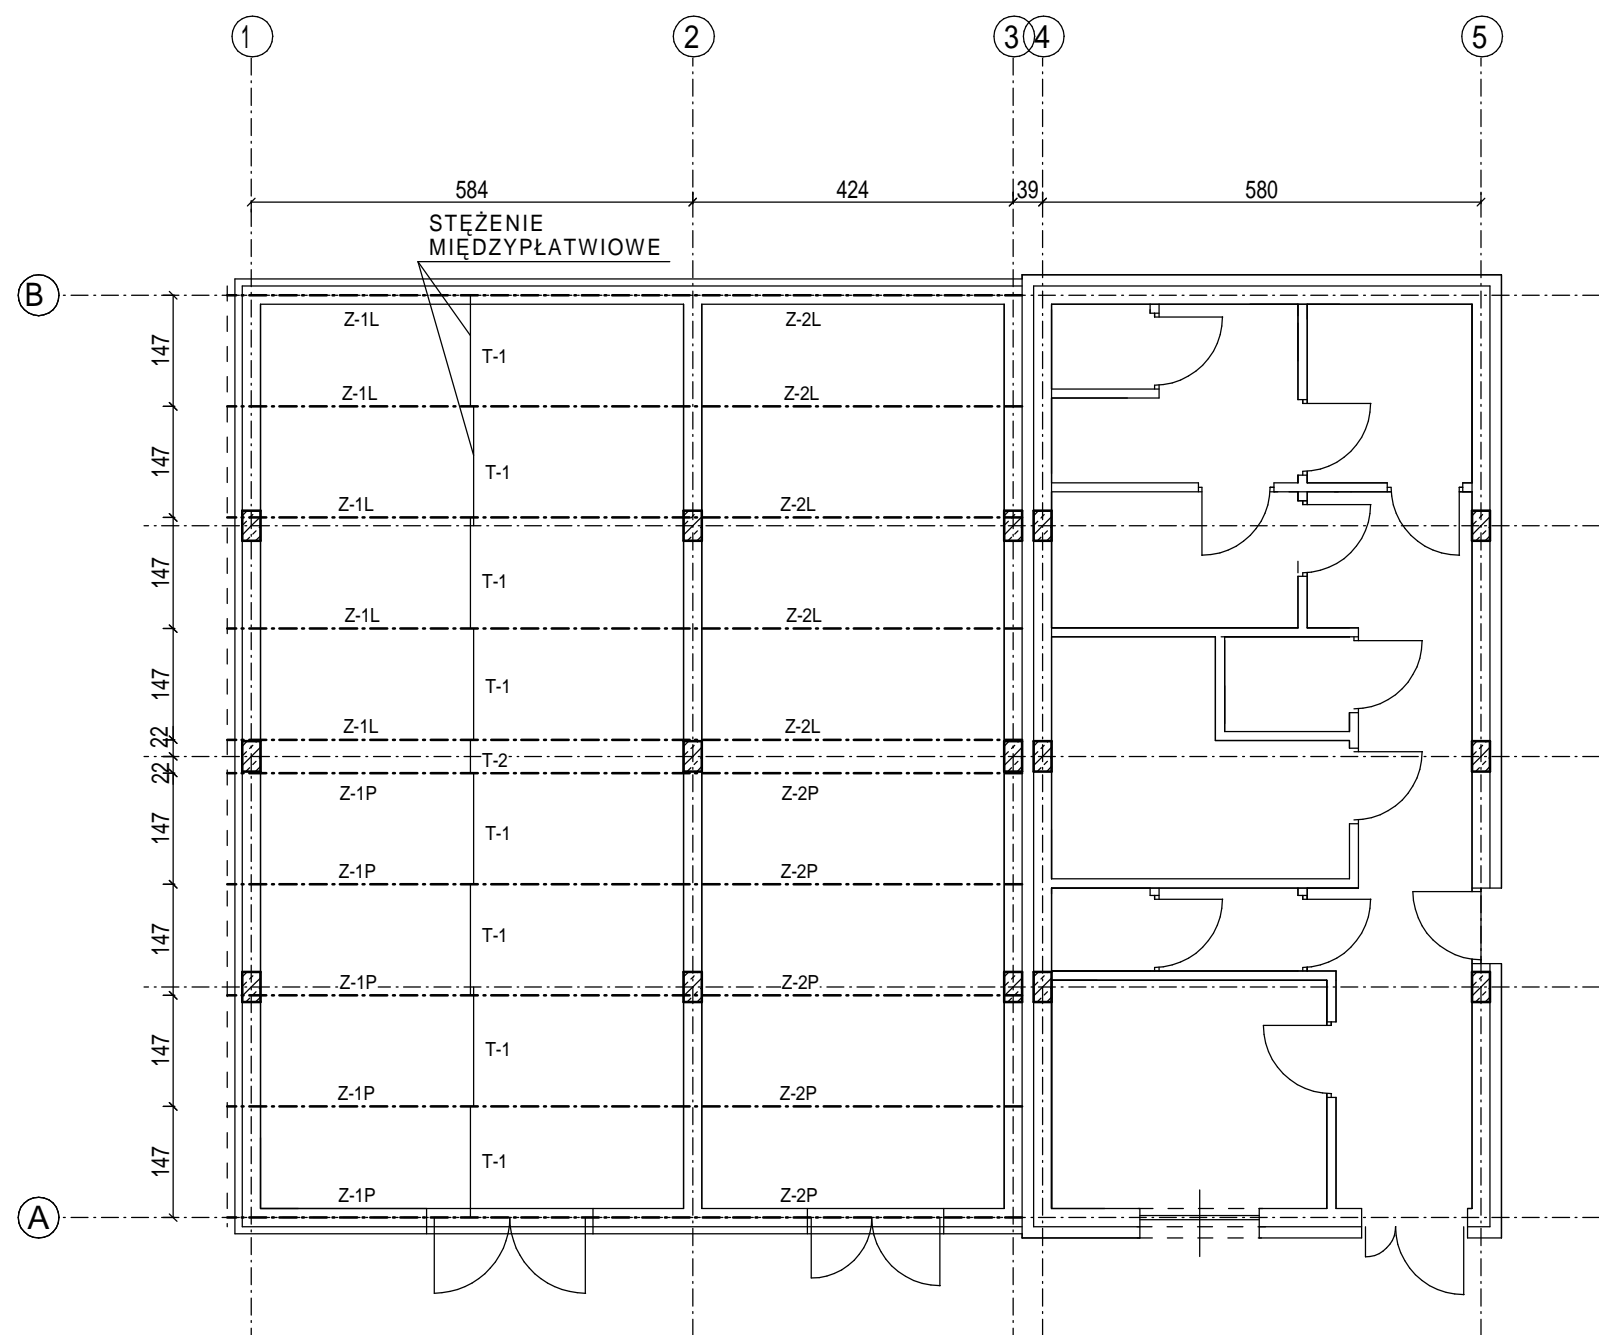 1 2 3 4 5
584 424 39 580
STĘŻENIE
MIĘDZYPŁATWIOWE
B
Z-1L Z-2L
147 T-1
Z-1L Z-2L
147 T-1
Z-1L Z-2L
147 T-1
Z-1L Z-2L
147 T-1
Z-1L Z-2L
22
T-2
22
Z-1P Z-2P
147 T-1
Z-1P Z-2P
147 T-1
Z-1P Z-2P
147 T-1
Z-1P Z-2P
147 T-1
Z-1P Z-2P
A